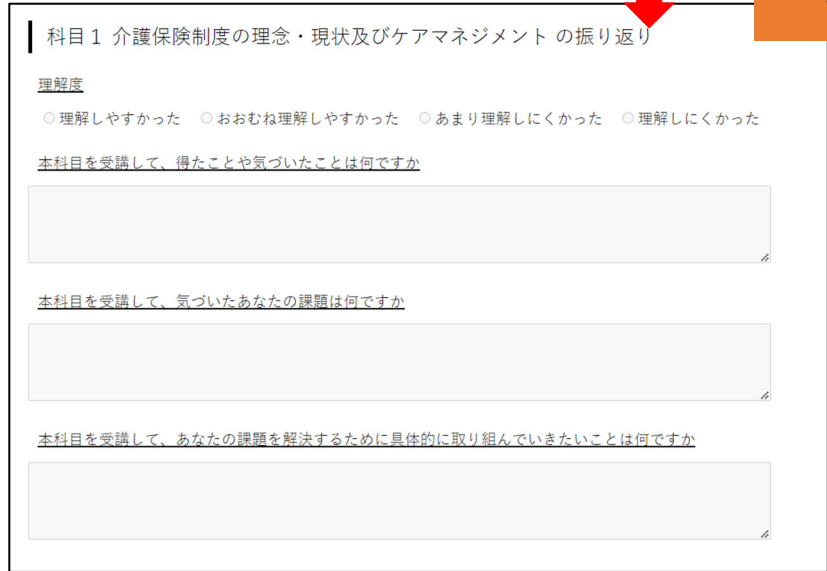 科目１ 介護保険制度の理念・現状及びケアマネジメント の振り返り
理解度
理解しやすかった おおむね理解しやすかった あまり理解しにくかった 理解しにくかった
本科目を受講して、得たことや気づいたことは何ですか
本科目を受講して、気づいたあなたの課題は何ですか
本科目を受講して、あなたの課題を解決するために具体的に取り組んでいきたいことは何ですか